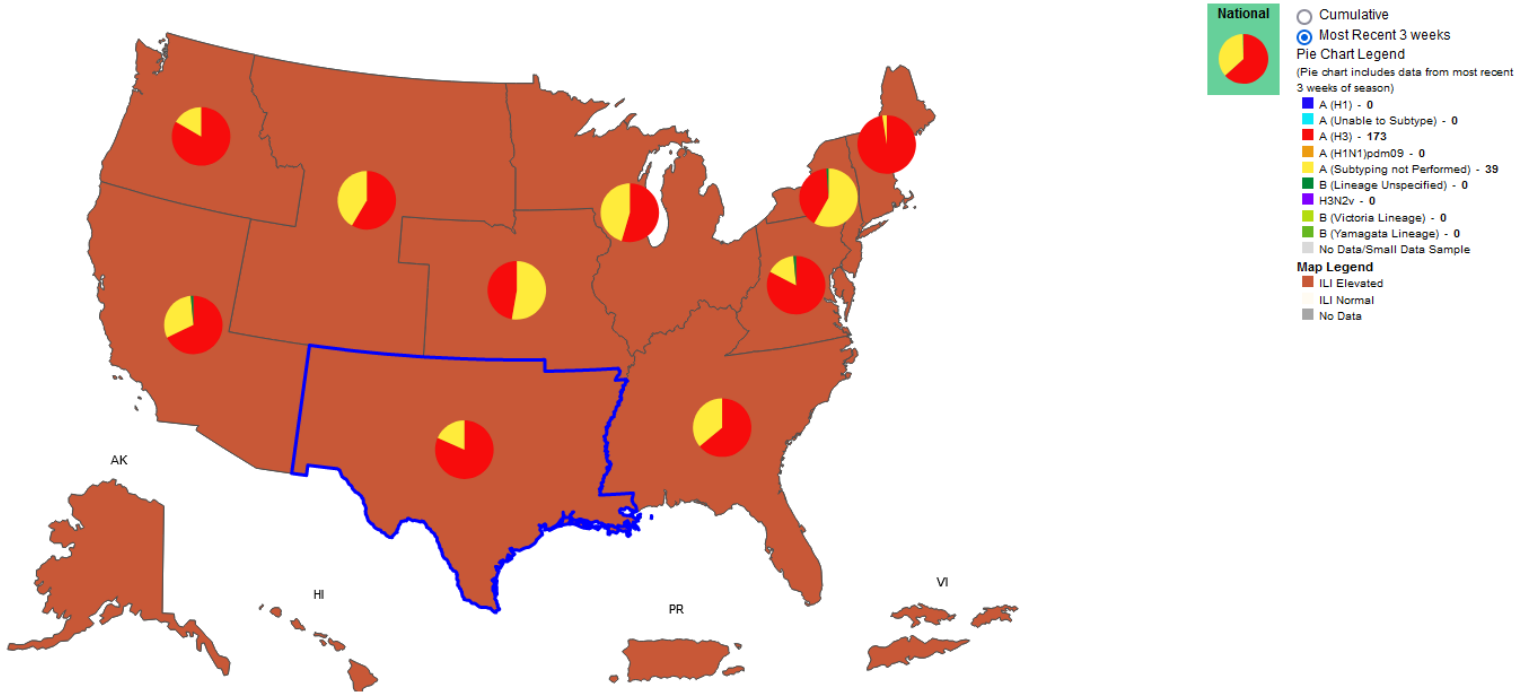 National
Cumulative
Most Recent 3 weeks
Pie Chart Legend
(Pie chart includes data from most recent
3 weeks of season)
A (H1) - 0
A (Unable to Subtype) - 0
A (H3) - 173
A (H1N1)pdm09 - 0
A (Subtyping not Performed) - 39
B (Lineage Unspecified) - 0
H3N2v - 0
B (Victoria Lineage) - 0
B (Yamagata Lineage) - 0
No Data/Small Data Sample
Map Legend
ILI Elevated
ILI Normal
No Data
AK
HI
PR
VI